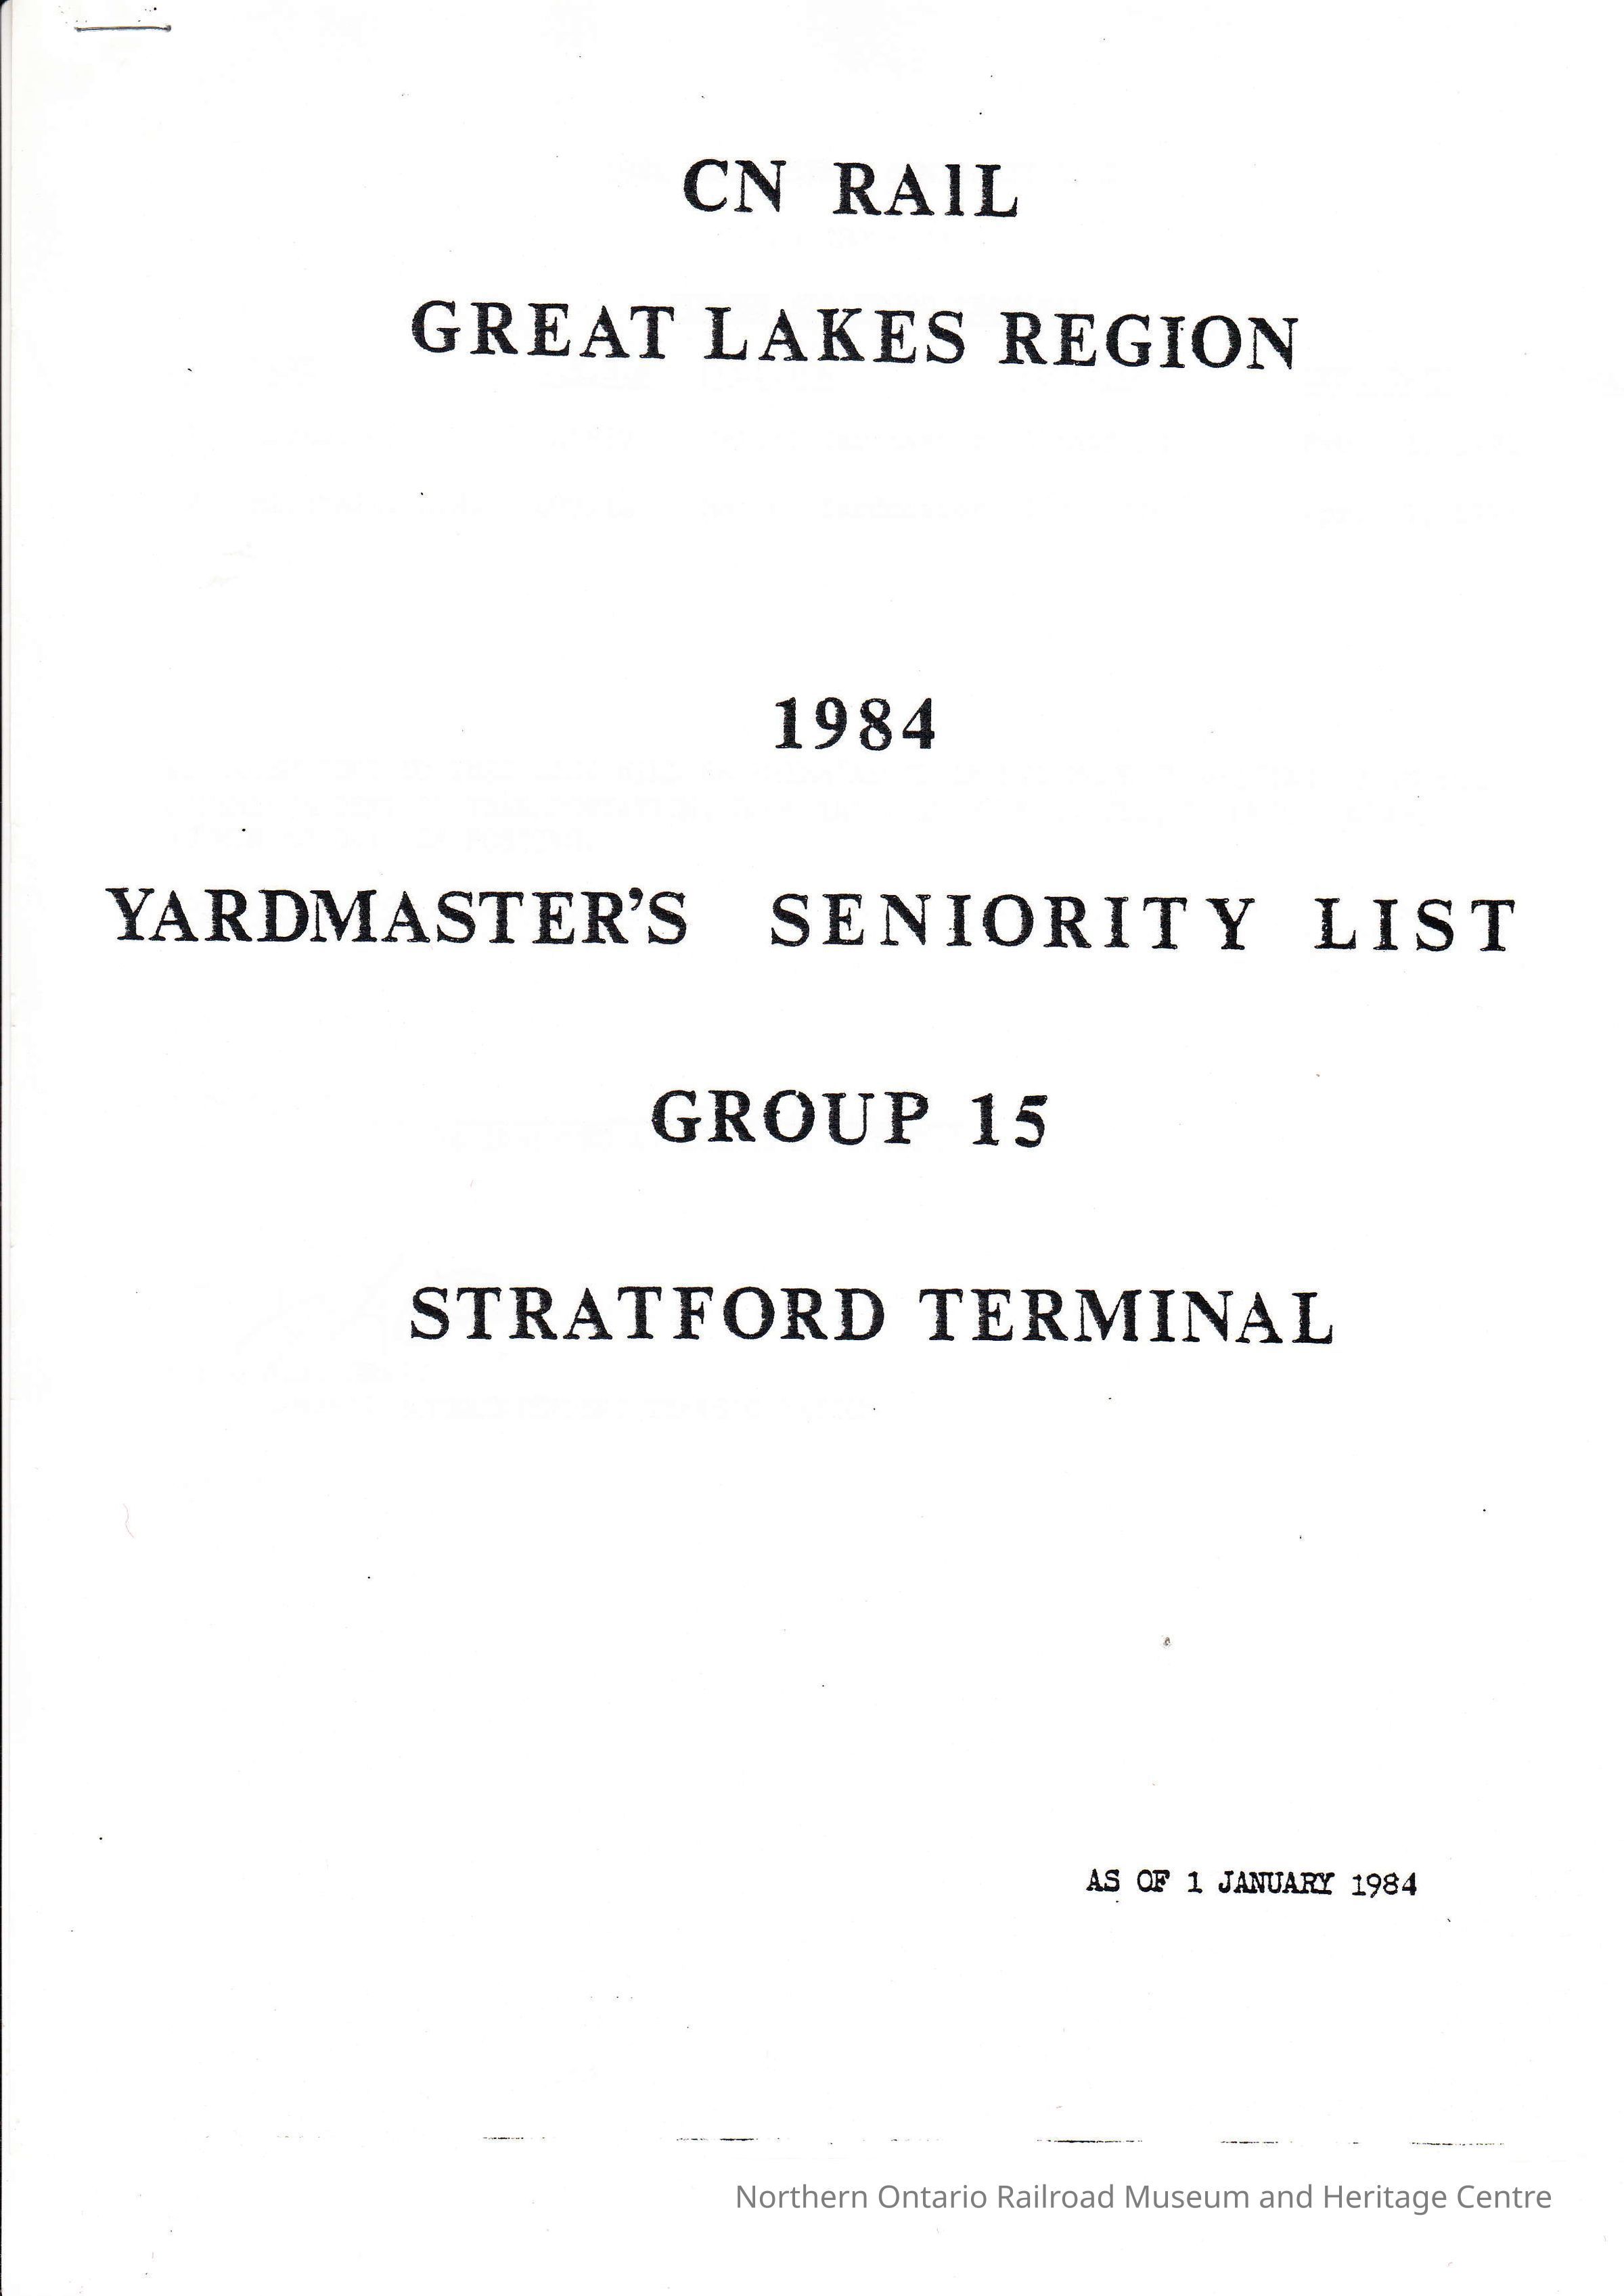 CN RAIL
GREAT LAKES REGION
1984
YARDMASTER'S SENIORITY LIST
GROUP 15
STRATFORD TERMINAL
AS OF 1 JANUARY 1984
Northern Ontario Railroad Museum and Heritage Centre